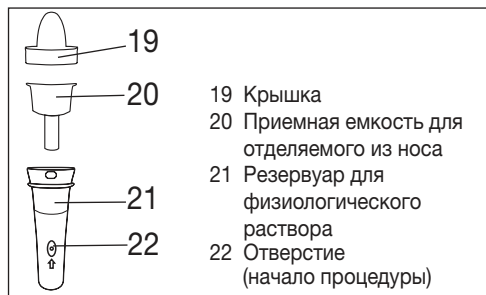 19
20
21
22
19 Крышка
20 Приемная емкость для
отделяемого из носа
21 Резервуар для
физиологического
раствора
22 Отверстие
(начало процедуры)